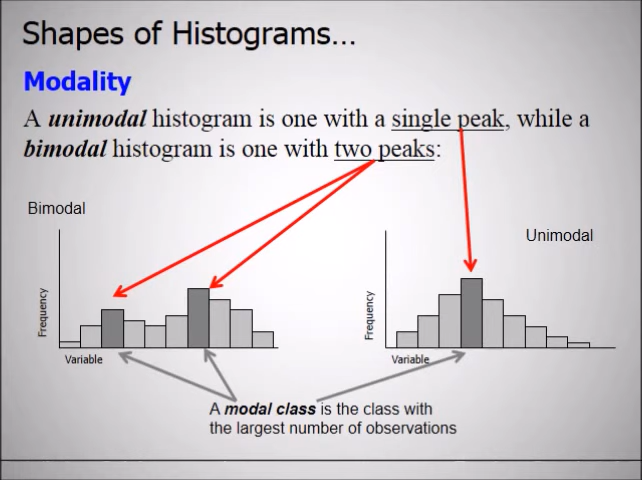 Shapes of Histograms…
Modality
A unimodal histogram is one with a single peak, while a
bimodal histogram is one with two peaks:
Bimodal
Unimodal
Frequency
Variable
Frequency
Variable
A modal class is the class with
the largest number of observations